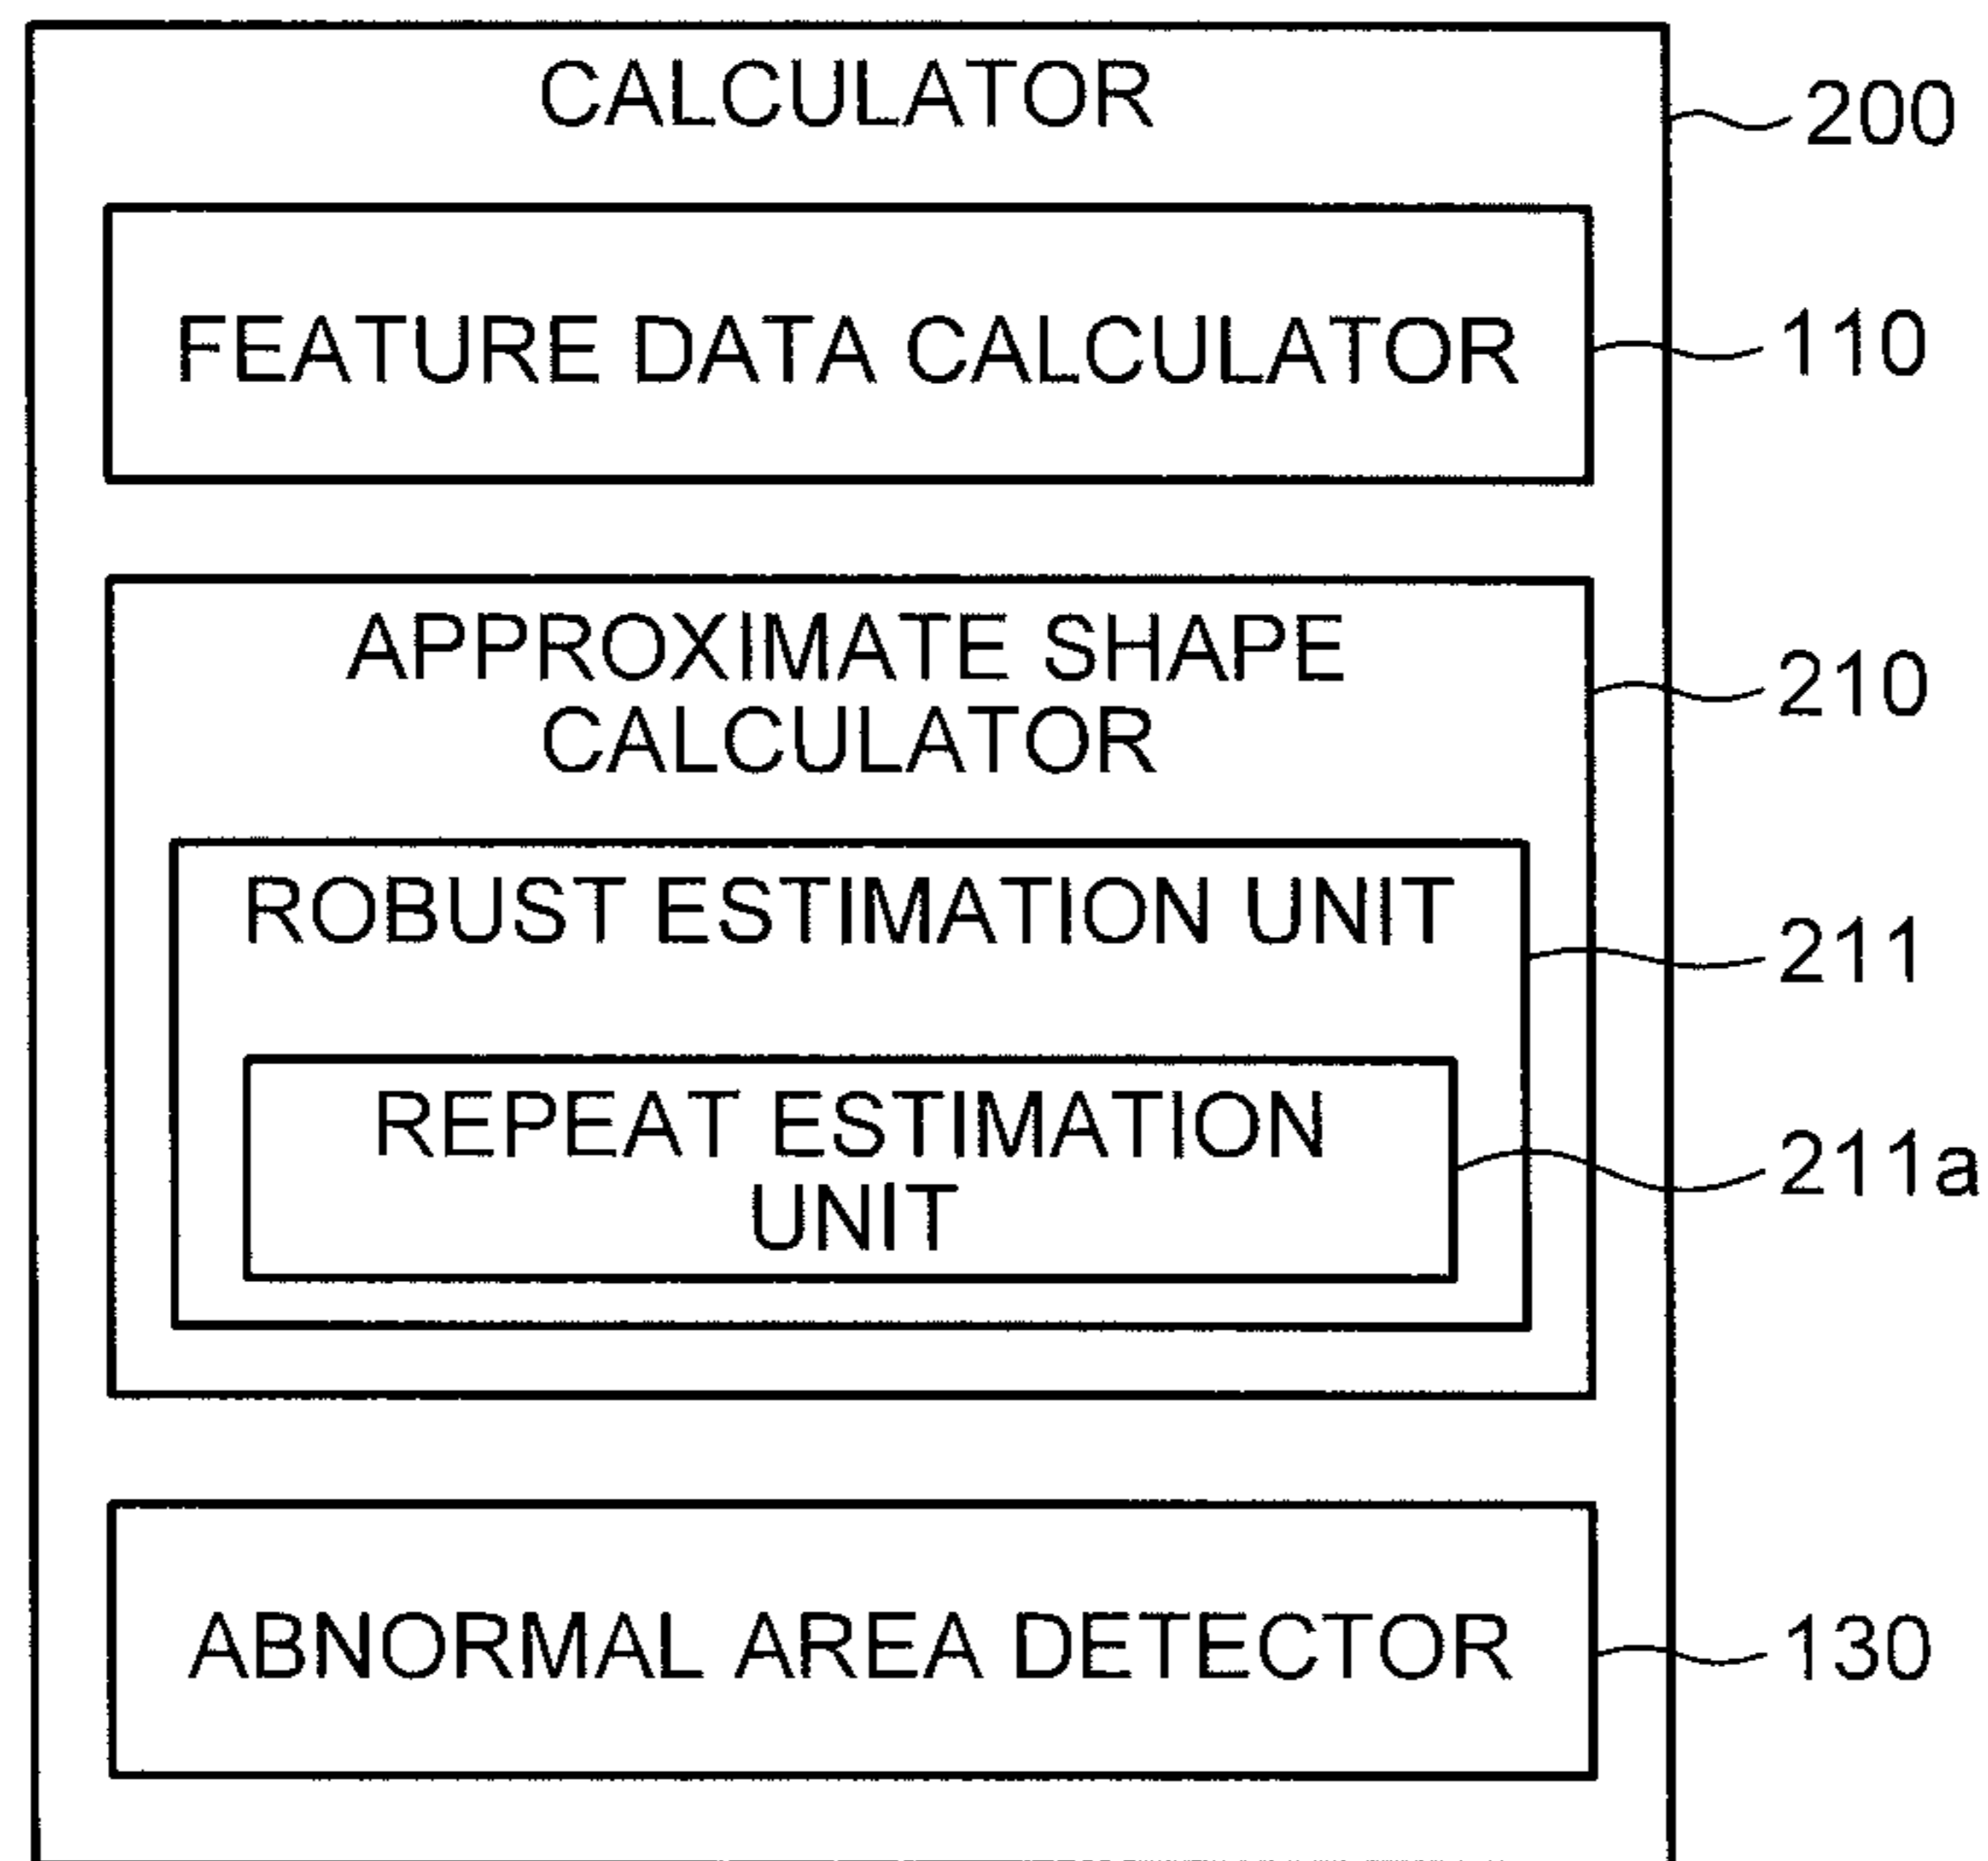 CALCULATOR
200
FEATURE DATA CALCULATOR
110
APPROXIMATE SHAPE
CALCULATOR
210
ROBUST ESTIMATION UNIT
211
REPEAT ESTIMATION
UNIT
211a
ABNORMAL AREA DETECTOR
130